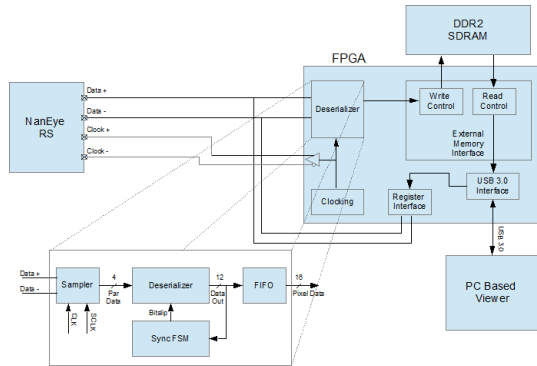 DDR2
SDRAM
FPGA
NanEye
RS
Data +
Data -
Clock +
Clock -
Deserializer
Write
Control
Read
Control
External
Memory
Interface
Clocking
Register
Interface
USB 3.0
Interface
USB 3.0
PC Based
Viewer
Data +
Data -
Sampler
4
Par
Data
Deserializer
12
Data
Out
FIFO
16
Pixel Data
Bitslip
Sync FSM
CLK
SCLK